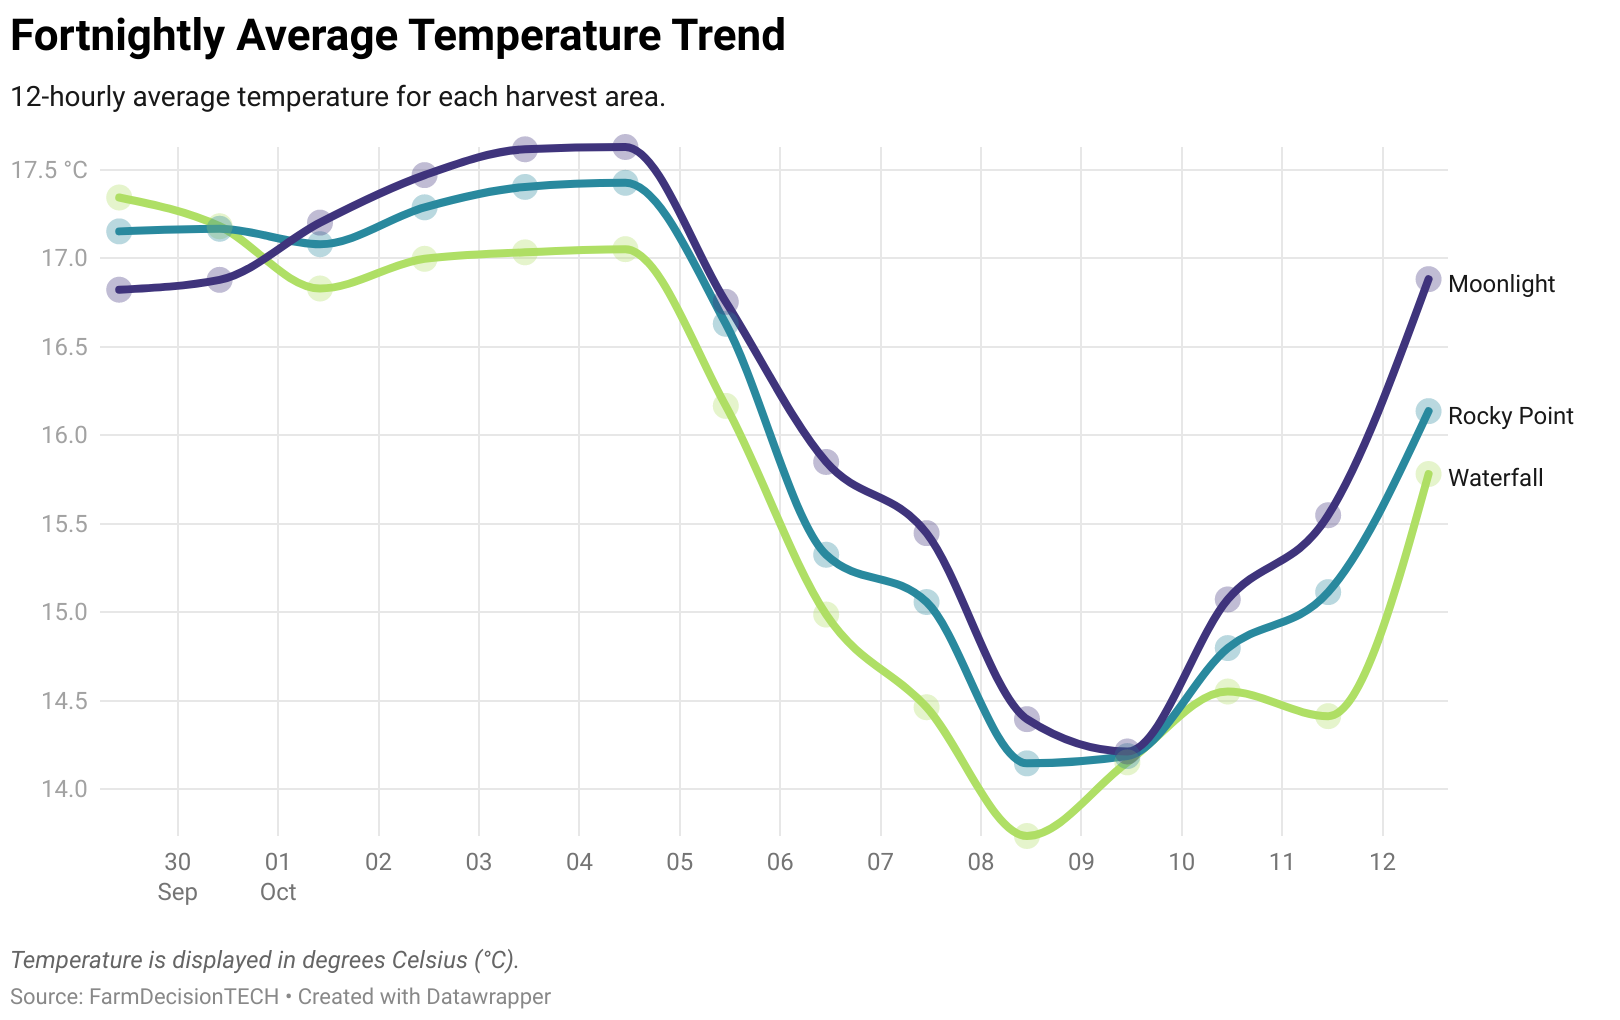 Fortnightly Average Temperature Trend
12-hourly average temperature for each harvest area.
17.5 °C
17.0
16.5
16.0
15.5
15.0
14.5
14.0
Moonlight
Rocky Point
Waterfall
30 01 02 03 04 05 06 07 08 09 10 11 12
Sep Oct
Temperature is displayed in degrees Celsius (°C).
Source: FarmDecisionTECH • Created with Datawrapper